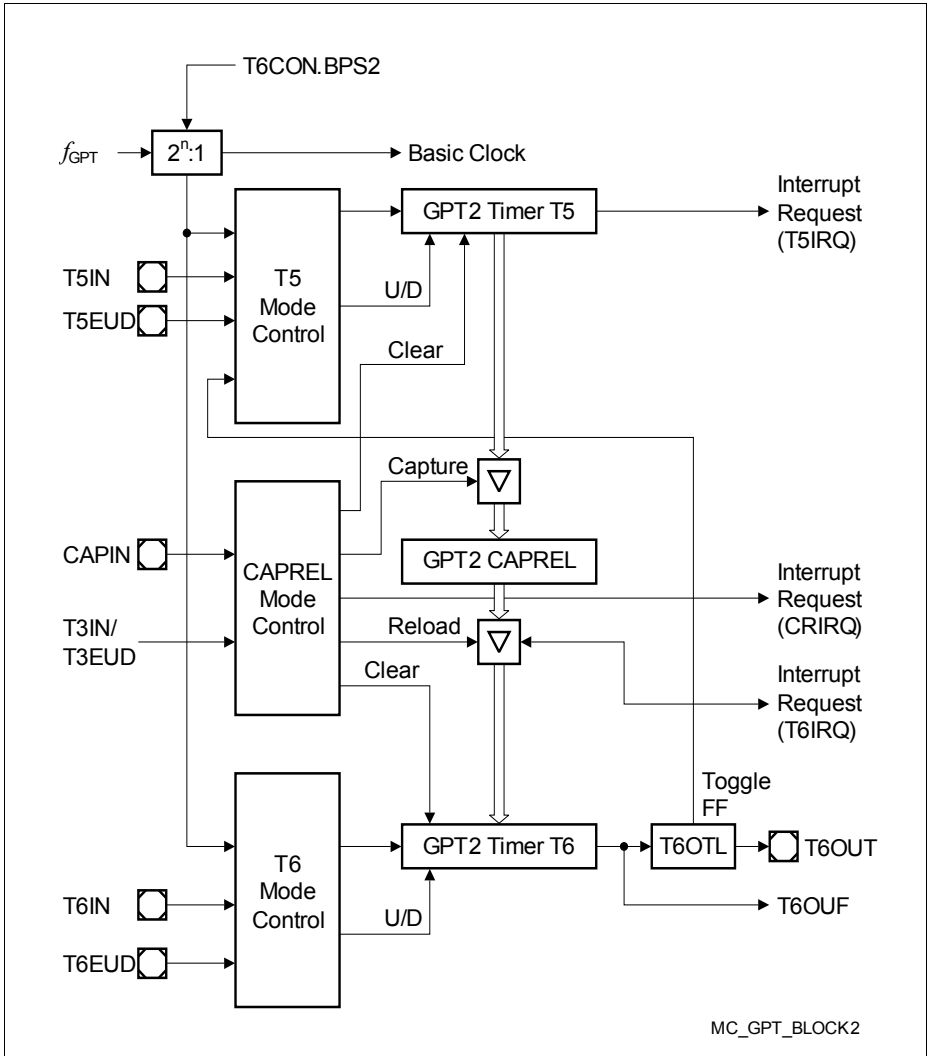 T6CON.BPS2
fGPT
2n:1
Basic Clock
Interrupt
Request
(T5IRQ)
GPT2 Timer T5
T5IN
T5EUD
T5
Mode
Control
U/D
Clear
Capture
CAPIN
T3IN/
T3EUD
CAPREL
Mode
Control
GPT2 CAPREL
Interrupt
Request
(CRIRQ)
Reload
Clear
Interrupt
Request
(T6IRQ)
Toggle
FF
GPT2 Timer T6
T6OTL
T6OUT
T6
Mode
Control
T6IN
U/D
T6OUF
T6EUD
MC_GPT_BLOCK2